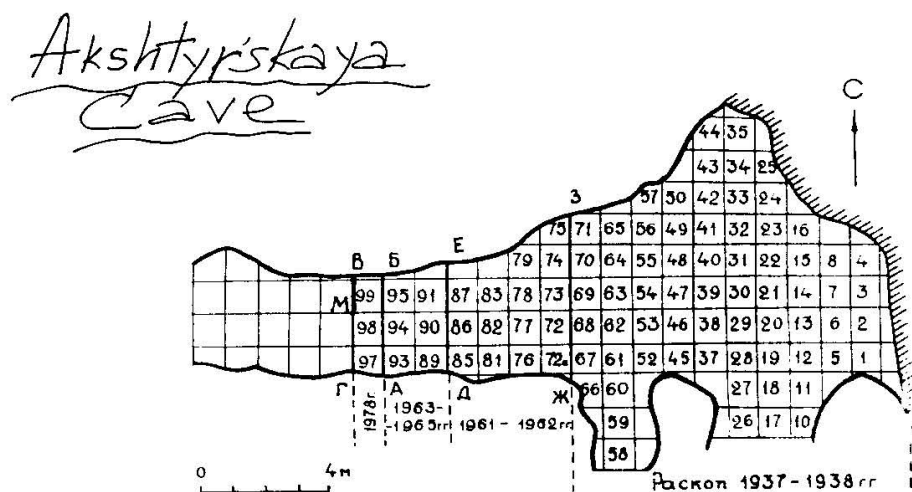 Akshtyr'skaya
Cave
С
44 35
43 34 25
З 57 50 42 33 24
75 71 65 56 49 41 32 23 16
В Б Е 79 74 70 64 55 48 40 31 22 15 8 4
М 99 95 91 87 83 78 73 69 63 54 47 39 30 21 14 7 3
98 94 90 86 82 77 72 68 62 53 46 38 29 20 13 6 2
97 93 89 85 81 76 72а 67 61 52 45 37 28 19 12 5 1
Г А Д Ж 66 60 27 18 11
1978г. 1963-
-1965гг 1961 - 1962гг 59 26 17 10
58
0 4м Раскоп 1937-1938гг